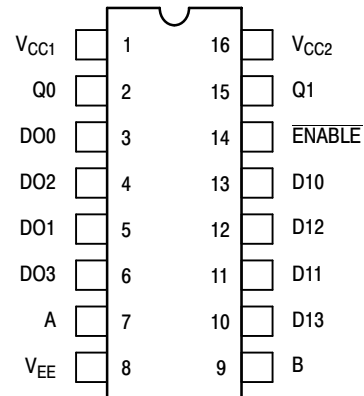 VCC1 1 16 VCC2
Q0 2 15 Q1
DO0 3 14 ENABLE
DO2 4 13 D10
DO1 5 12 D12
DO3 6 11 D11
A 7 10 D13
VEE 8 9 B